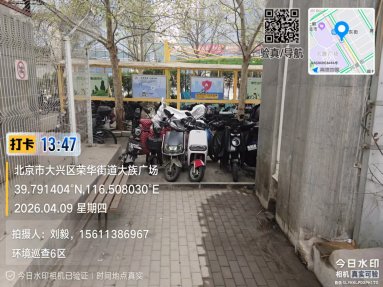 验真/导航
打卡 13:47
北京市大兴区荣华街道大族广场
39.791404°N,116.508030°E
2026.04.09 星期四
拍摄人：刘毅，15611386967
环境巡查6区
今日水印相机已验证 | 时间地点真实
今日水印
相机 真实可验